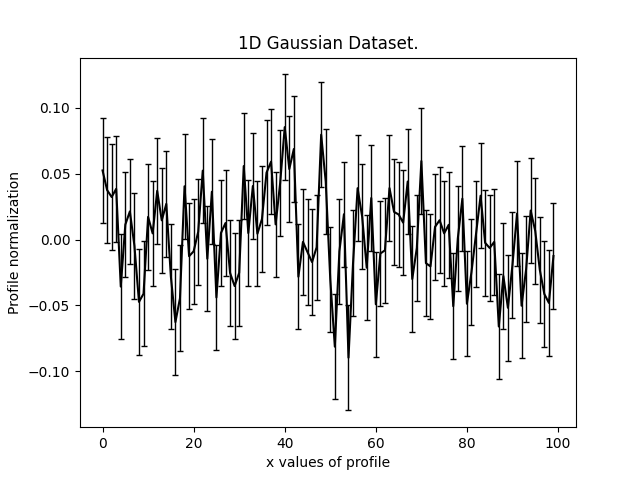 1D Gaussian Dataset.
Profile normalization
0.10
0.05
0.00
−0.05
−0.10
0 20 40 60 80 100
x values of profile